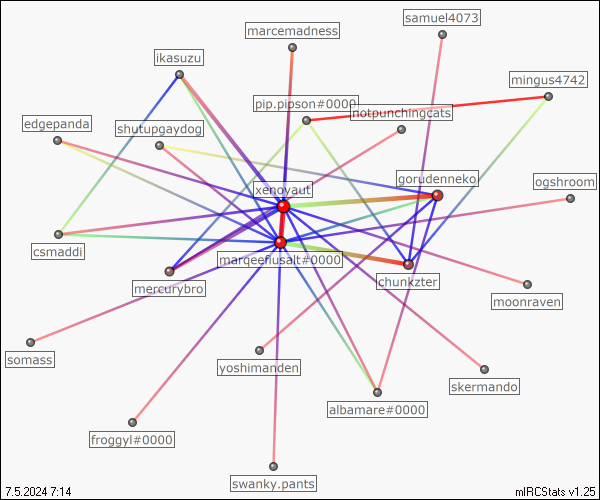 samuel4073
marcemadness
ikasuzu
mingus4742
pip.pipson#0000
notpunchingcats
edgepanda
shutupgaydog
gorudenneko
xenoyaut
ogshroom
csmaddi
margefiusalt#0000
chunkzter
mercurybro
moonraven
somass
yoshimanden
skermando
albamare#0000
froggyl#0000
swanky.pants
7.5.2024 7:14
mIRCStats v1.25